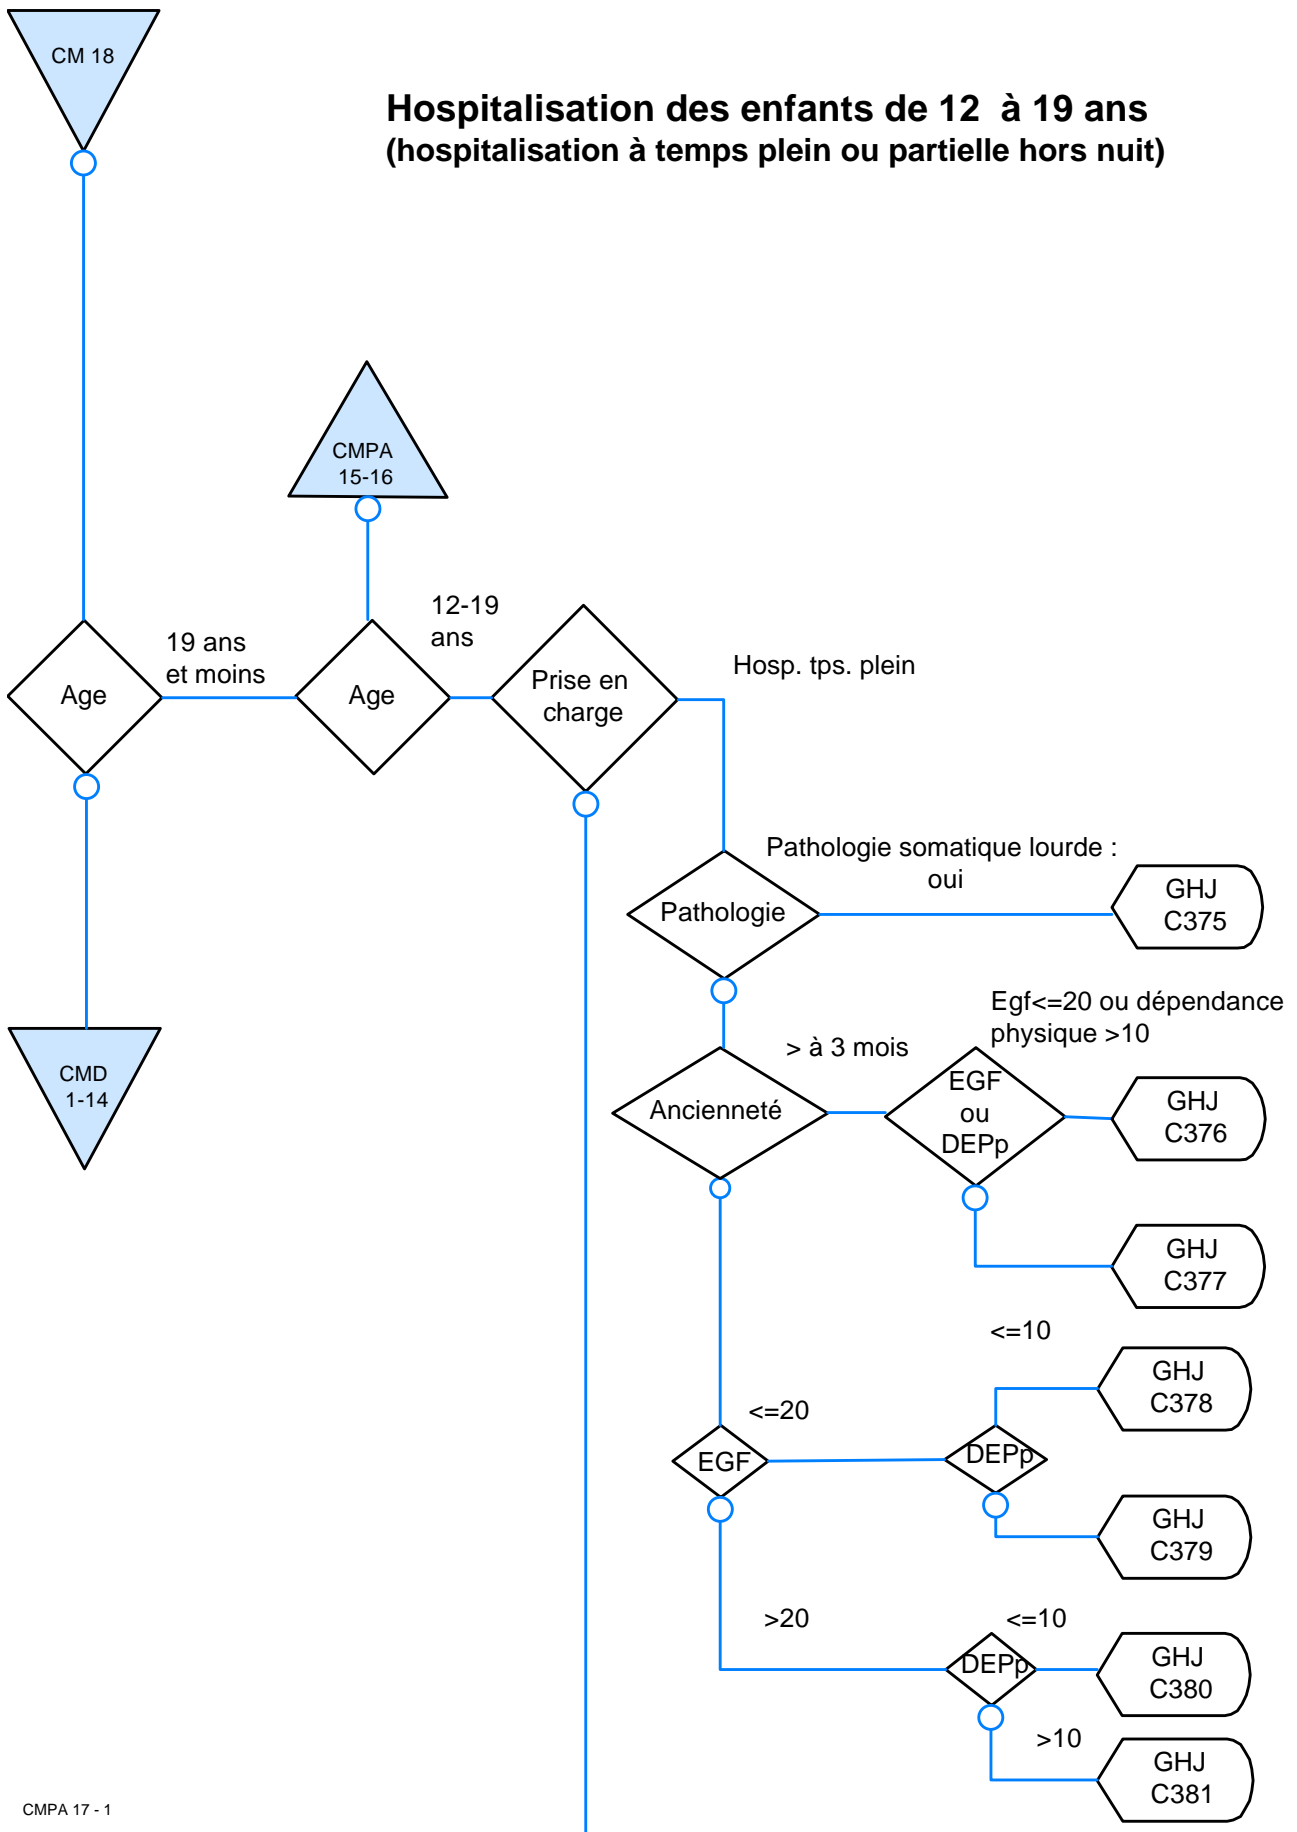 CM 18
Hospitalisation des enfants de 12 à 19 ans
(hospitalisation à temps plein ou partielle hors nuit)
CMPA
15-16
12-19
ans
19 ans
et moins
Age
Age
Prise en
charge
Hosp. tps. plein
Pathologie somatique lourde :
oui
Pathologie
GHJ
C375
Egf<=20 ou dépendance
physique >10
> à 3 mois
Ancienneté
EGF
ou
DEPp
GHJ
C376
CMD
1-14
GHJ
C377
<=10
GHJ
C378
<=20
EGF
DEPp
GHJ
C379
>20
<=10
DEPp
GHJ
C380
>10
GHJ
C381
CMPA 17 - 1